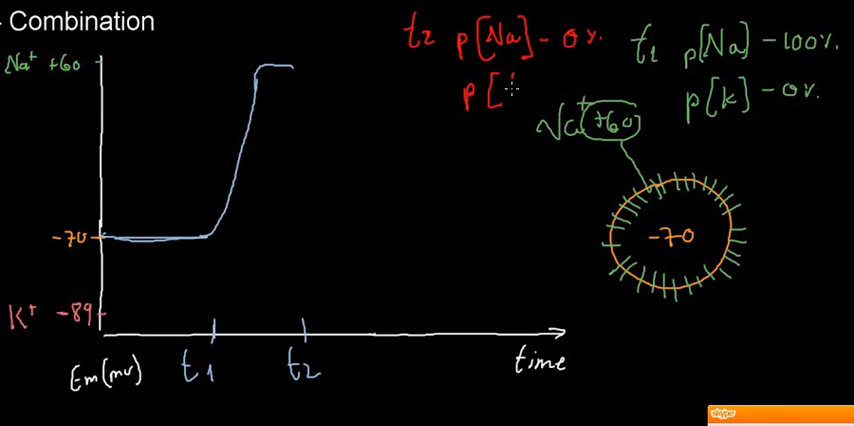 - Combination
t2 p[Na] - 0%
p[
t1 p[Na] - 100%
p[K] - 0%
Na+ +60
Na+ +60
-70
-70
K+ -89
Em(mv)
t1
t2
time
skype